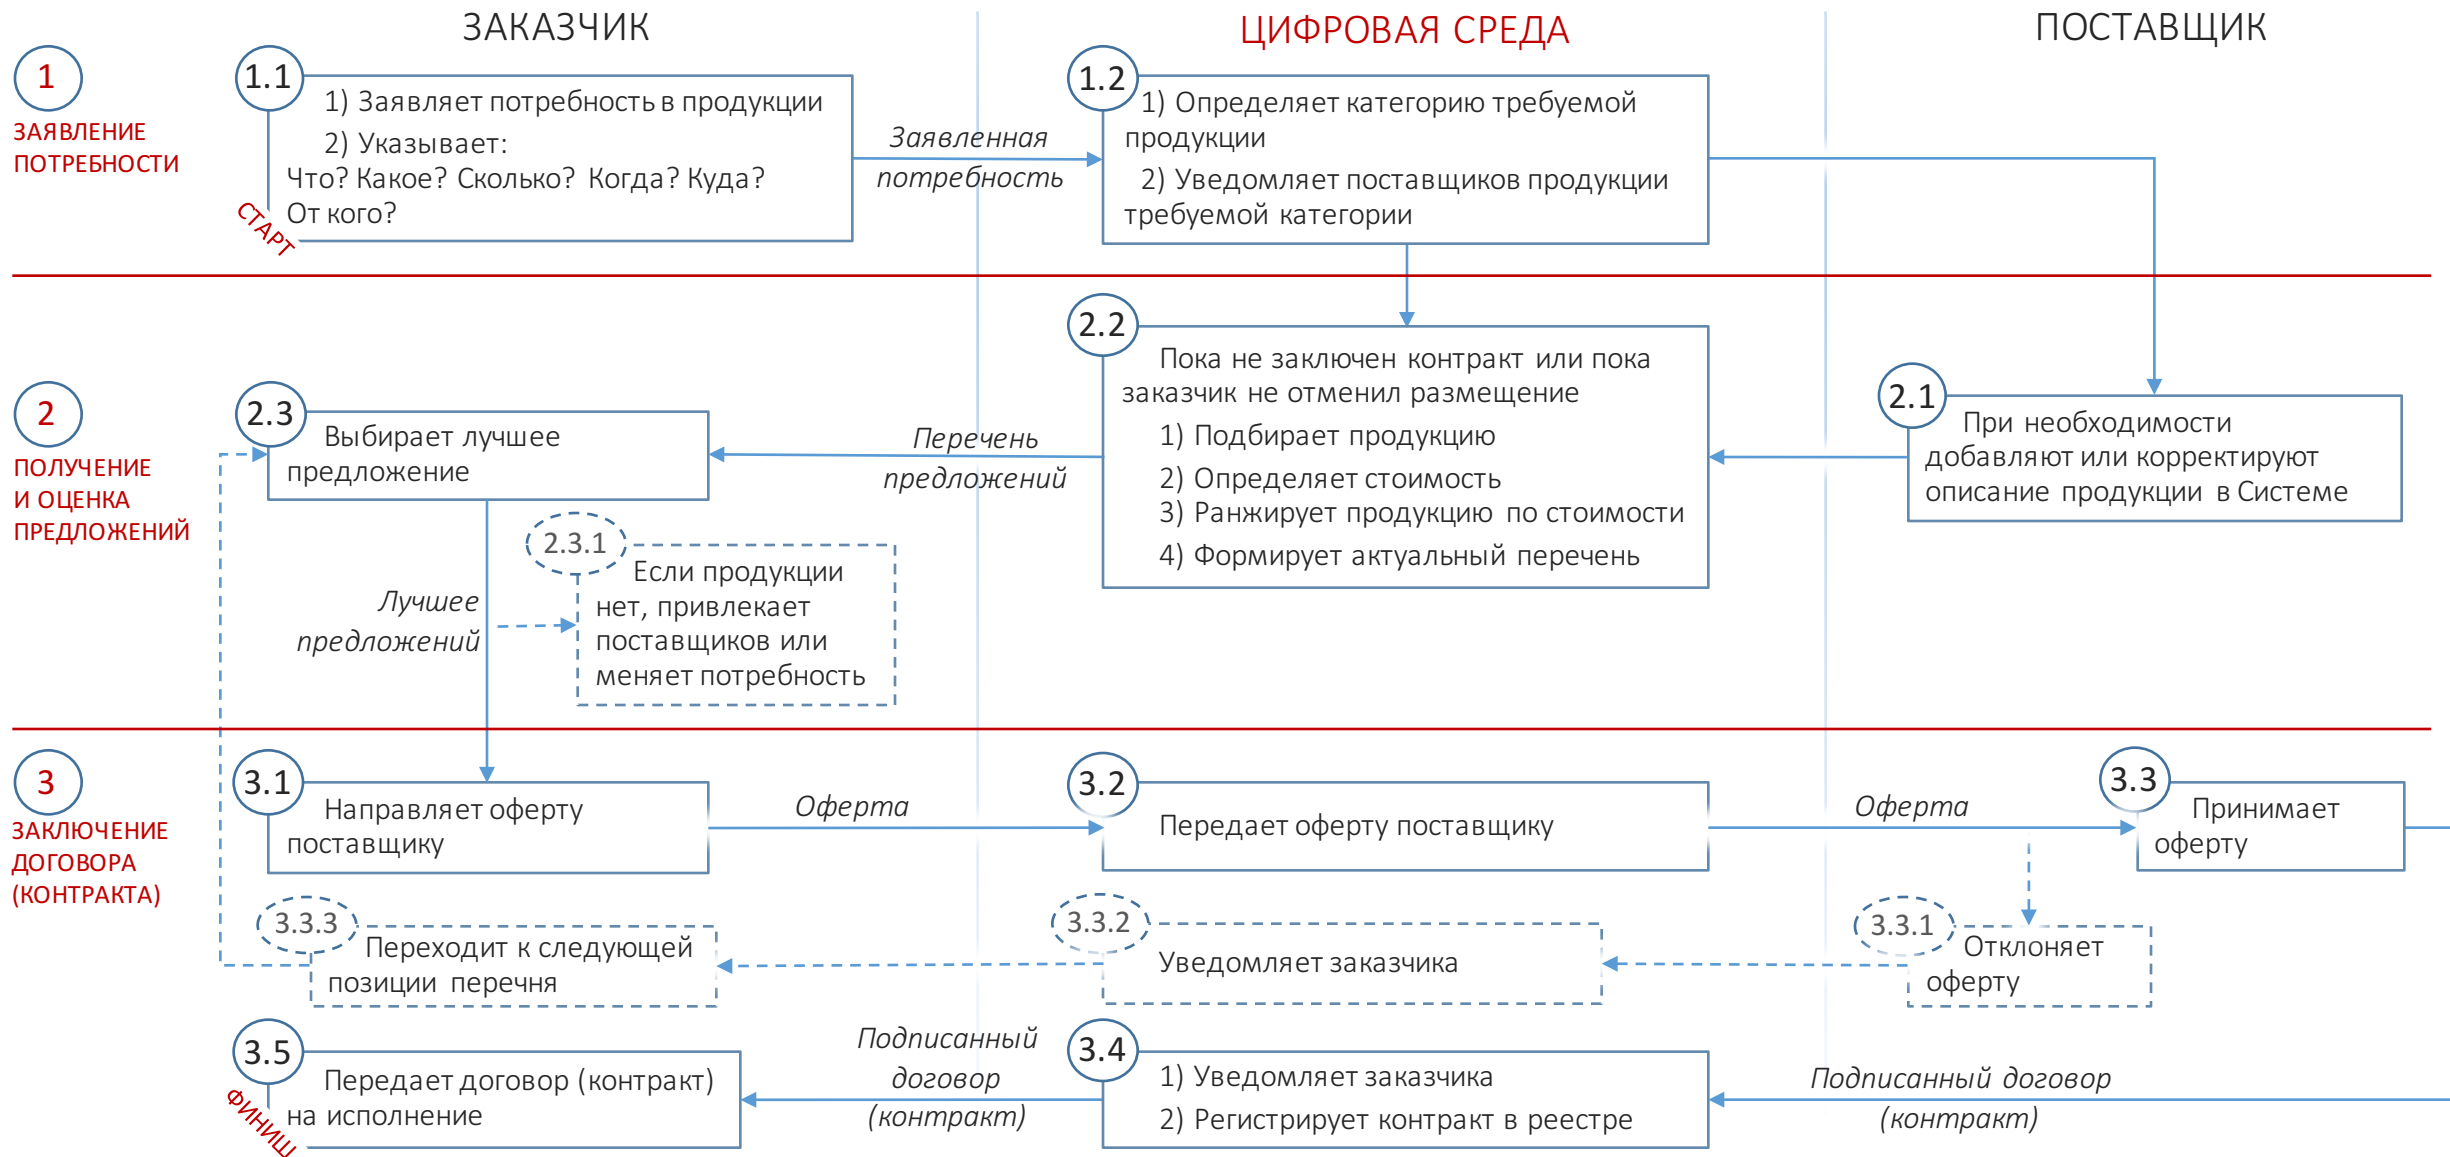 ЗАКАЗЧИК
ЦИФРОВАЯ СРЕДА
ПОСТАВЩИК
1
ЗАЯВЛЕНИЕ
ПОТРЕБНОСТИ
1.1
1) Заявляет потребность в продукции
2) Указывает:
Что? Какое? Сколько? Когда? Куда?
От кого?
СТАРТ
Заявленная
потребность
1.2
1) Определяет категорию требуемой
продукции
2) Уведомляет поставщиков продукции
требуемой категории
2
ПОЛУЧЕНИЕ
И ОЦЕНКА
ПРЕДЛОЖЕНИЙ
2.3
Выбирает лучшее
предложение
Перечень
предложений
2.2
Пока не заключен контракт или пока
заказчик не отменил размещение
1) Подбирает продукцию
2) Определяет стоимость
3) Ранжирует продукцию по стоимости
4) Формирует актуальный перечень
2.1
При необходимости
добавляют или корректируют
описание продукции в Системе
Лучшее
предложений
2.3.1
Если продукции
нет, привлекает
поставщиков или
меняет потребность
3
ЗАКЛЮЧЕНИЕ
ДОГОВОРА
(КОНТРАКТА)
3.1
Направляет оферту
поставщику
Оферта
3.2
Передает оферту поставщику
Оферта
3.3
Принимает
оферту
3.3.3
Переходит к следующей
позиции перечня
3.3.2
Уведомляет заказчика
3.3.1
Отклоняет
оферту
3.5
Передает договор (контракт)
на исполнение
ФИНИШ
Подписанный
договор
(контракт)
3.4
1) Уведомляет заказчика
2) Регистрирует контракт в реестре
Подписанный договор
(контракт)